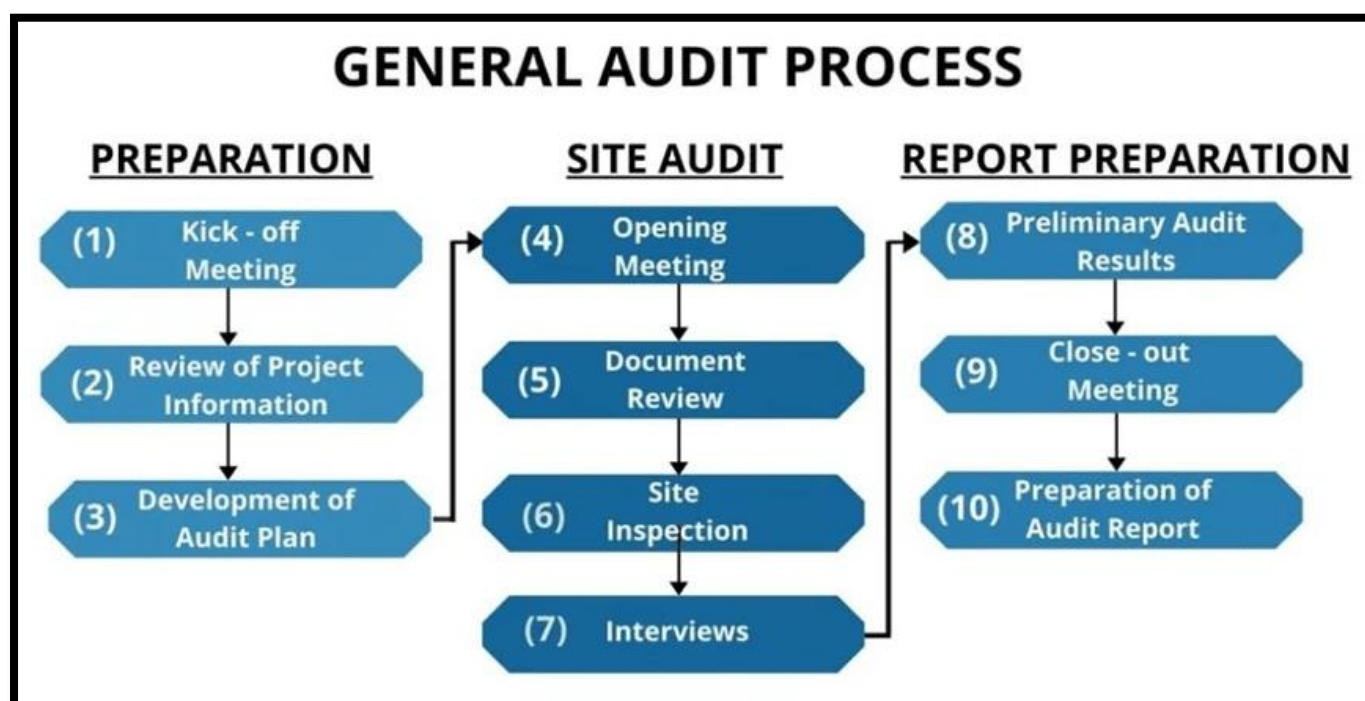 GENERAL AUDIT PROCESS
PREPARATION
(1) Kick - off
Meeting
(2) Review of Project
Information
(3) Development of
Audit Plan
SITE AUDIT
(4) Opening
Meeting
(5) Document
Review
(6) Site
Inspection
(7) Interviews
REPORT PREPARATION
(8) Preliminary Audit
Results
(9) Close - out
Meeting
(10) Preparation of
Audit Report